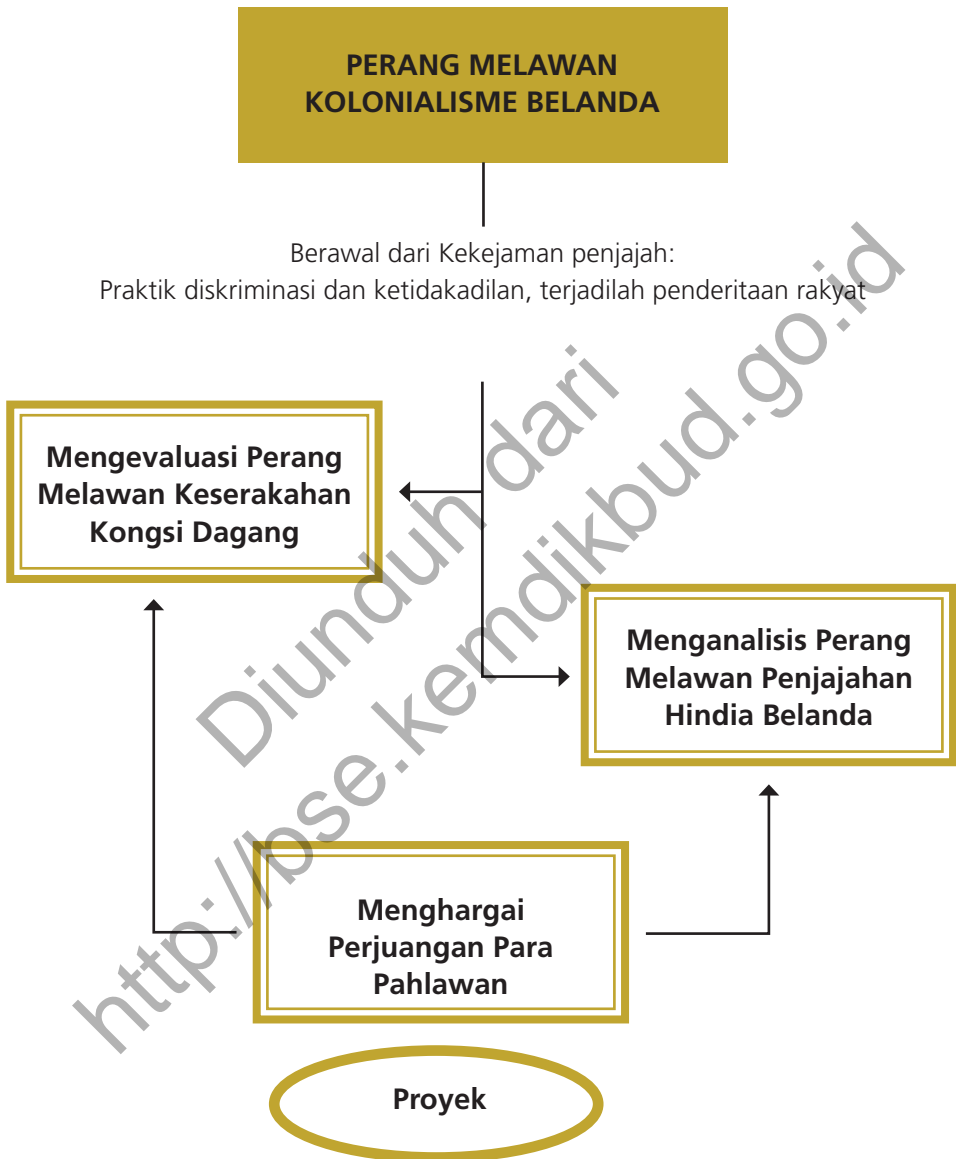 PERANG MELAWAN
KOLONIALISME BELANDA
Berawal dari Kekejaman penjajah:
Praktik diskriminasi dan ketidakadilan, terjadilah penderitaan rakyat
Mengevaluasi Perang
Melawan Keserakahan
Kongsi Dagang
Menganalisis Perang
Melawan Penjajahan
Hindia Belanda
Menghargai
Perjuangan Para
Pahlawan
Proyek
Diunduh dari
http://bse.kemdikbud.go.id